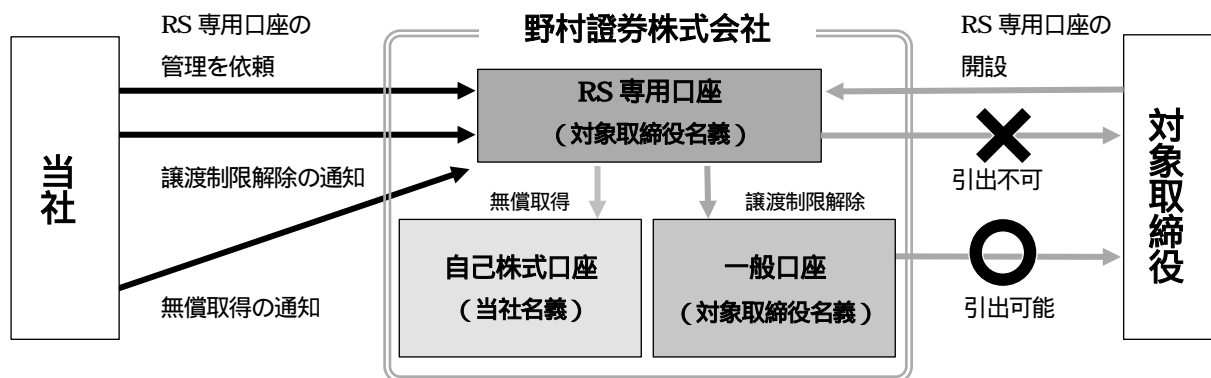 RS 専用口座の
管理を依頼
譲渡制限解除の通知
無償取得の通知
当社
野村證券株式会社
RS 専用口座
(対象取締役名義)
無償取得
譲渡制限解除
自己株式口座
(当社名義)
一般口座
(対象取締役名義)
RS 専用口座の
開設
引出不可
引出可能
対象取締役